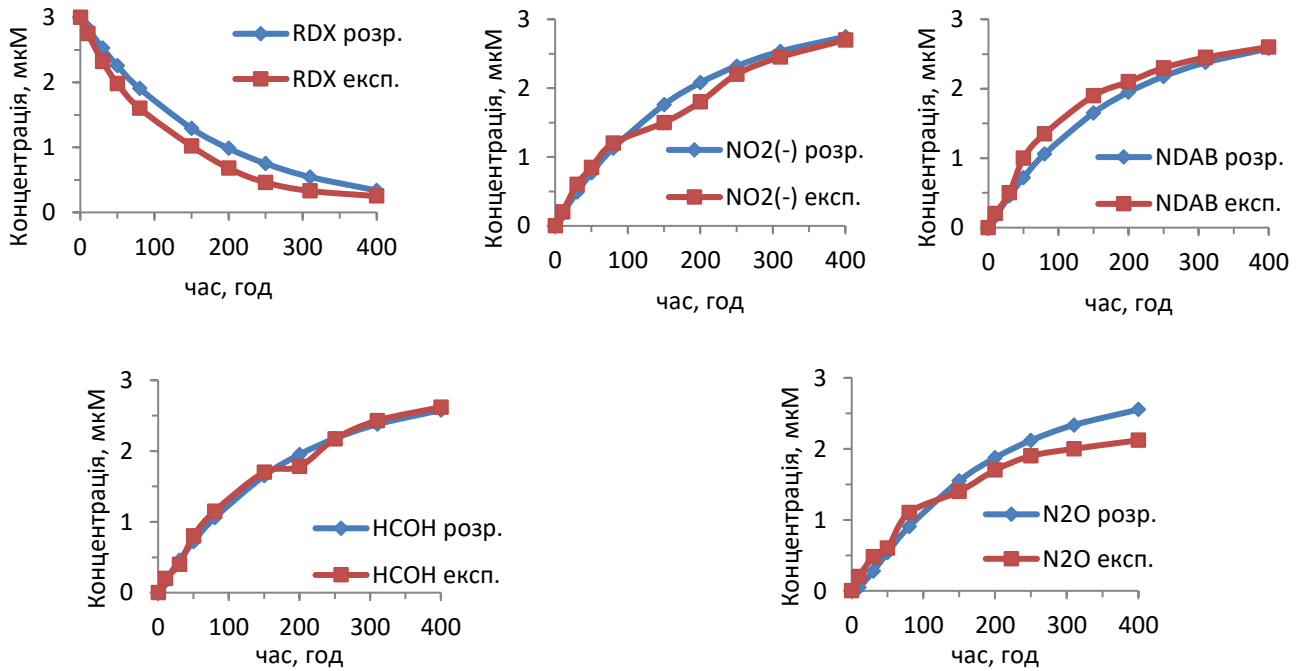 Концентрація, мкМ
3
2
1
0
RDX розр.
RDX експ.
0 100 200 300 400
час, год
Концентрація, мкМ
3
2
1
0
NO2(-) розр.
NO2(-) експ.
0 100 200 300 400
час, год
Концентрація, мкМ
3
2
1
0
NDAB розр.
NDAB експ.
0 100 200 300 400
час, год
Концентрація, мкМ
3
2
1
0
HCOH розр.
HCOH експ.
0 100 200 300 400
час, год
Концентрація, мкМ
3
2
1
0
N2O розр.
N2O експ.
0 100 200 300 400
час, год